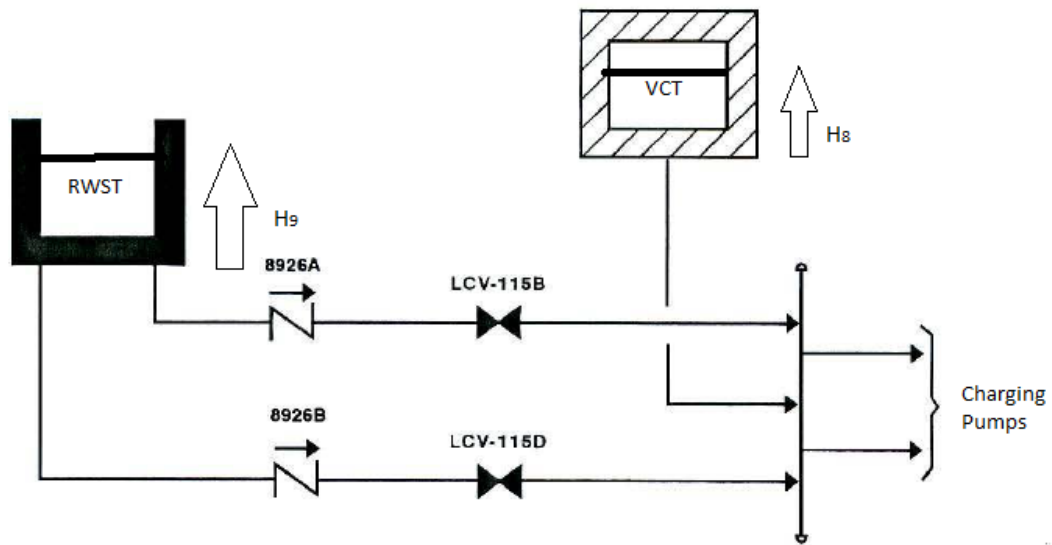 VCT
H8
RWST
H9
8926A
LCV-115B
8926B
LCV-115D
Charging
Pumps